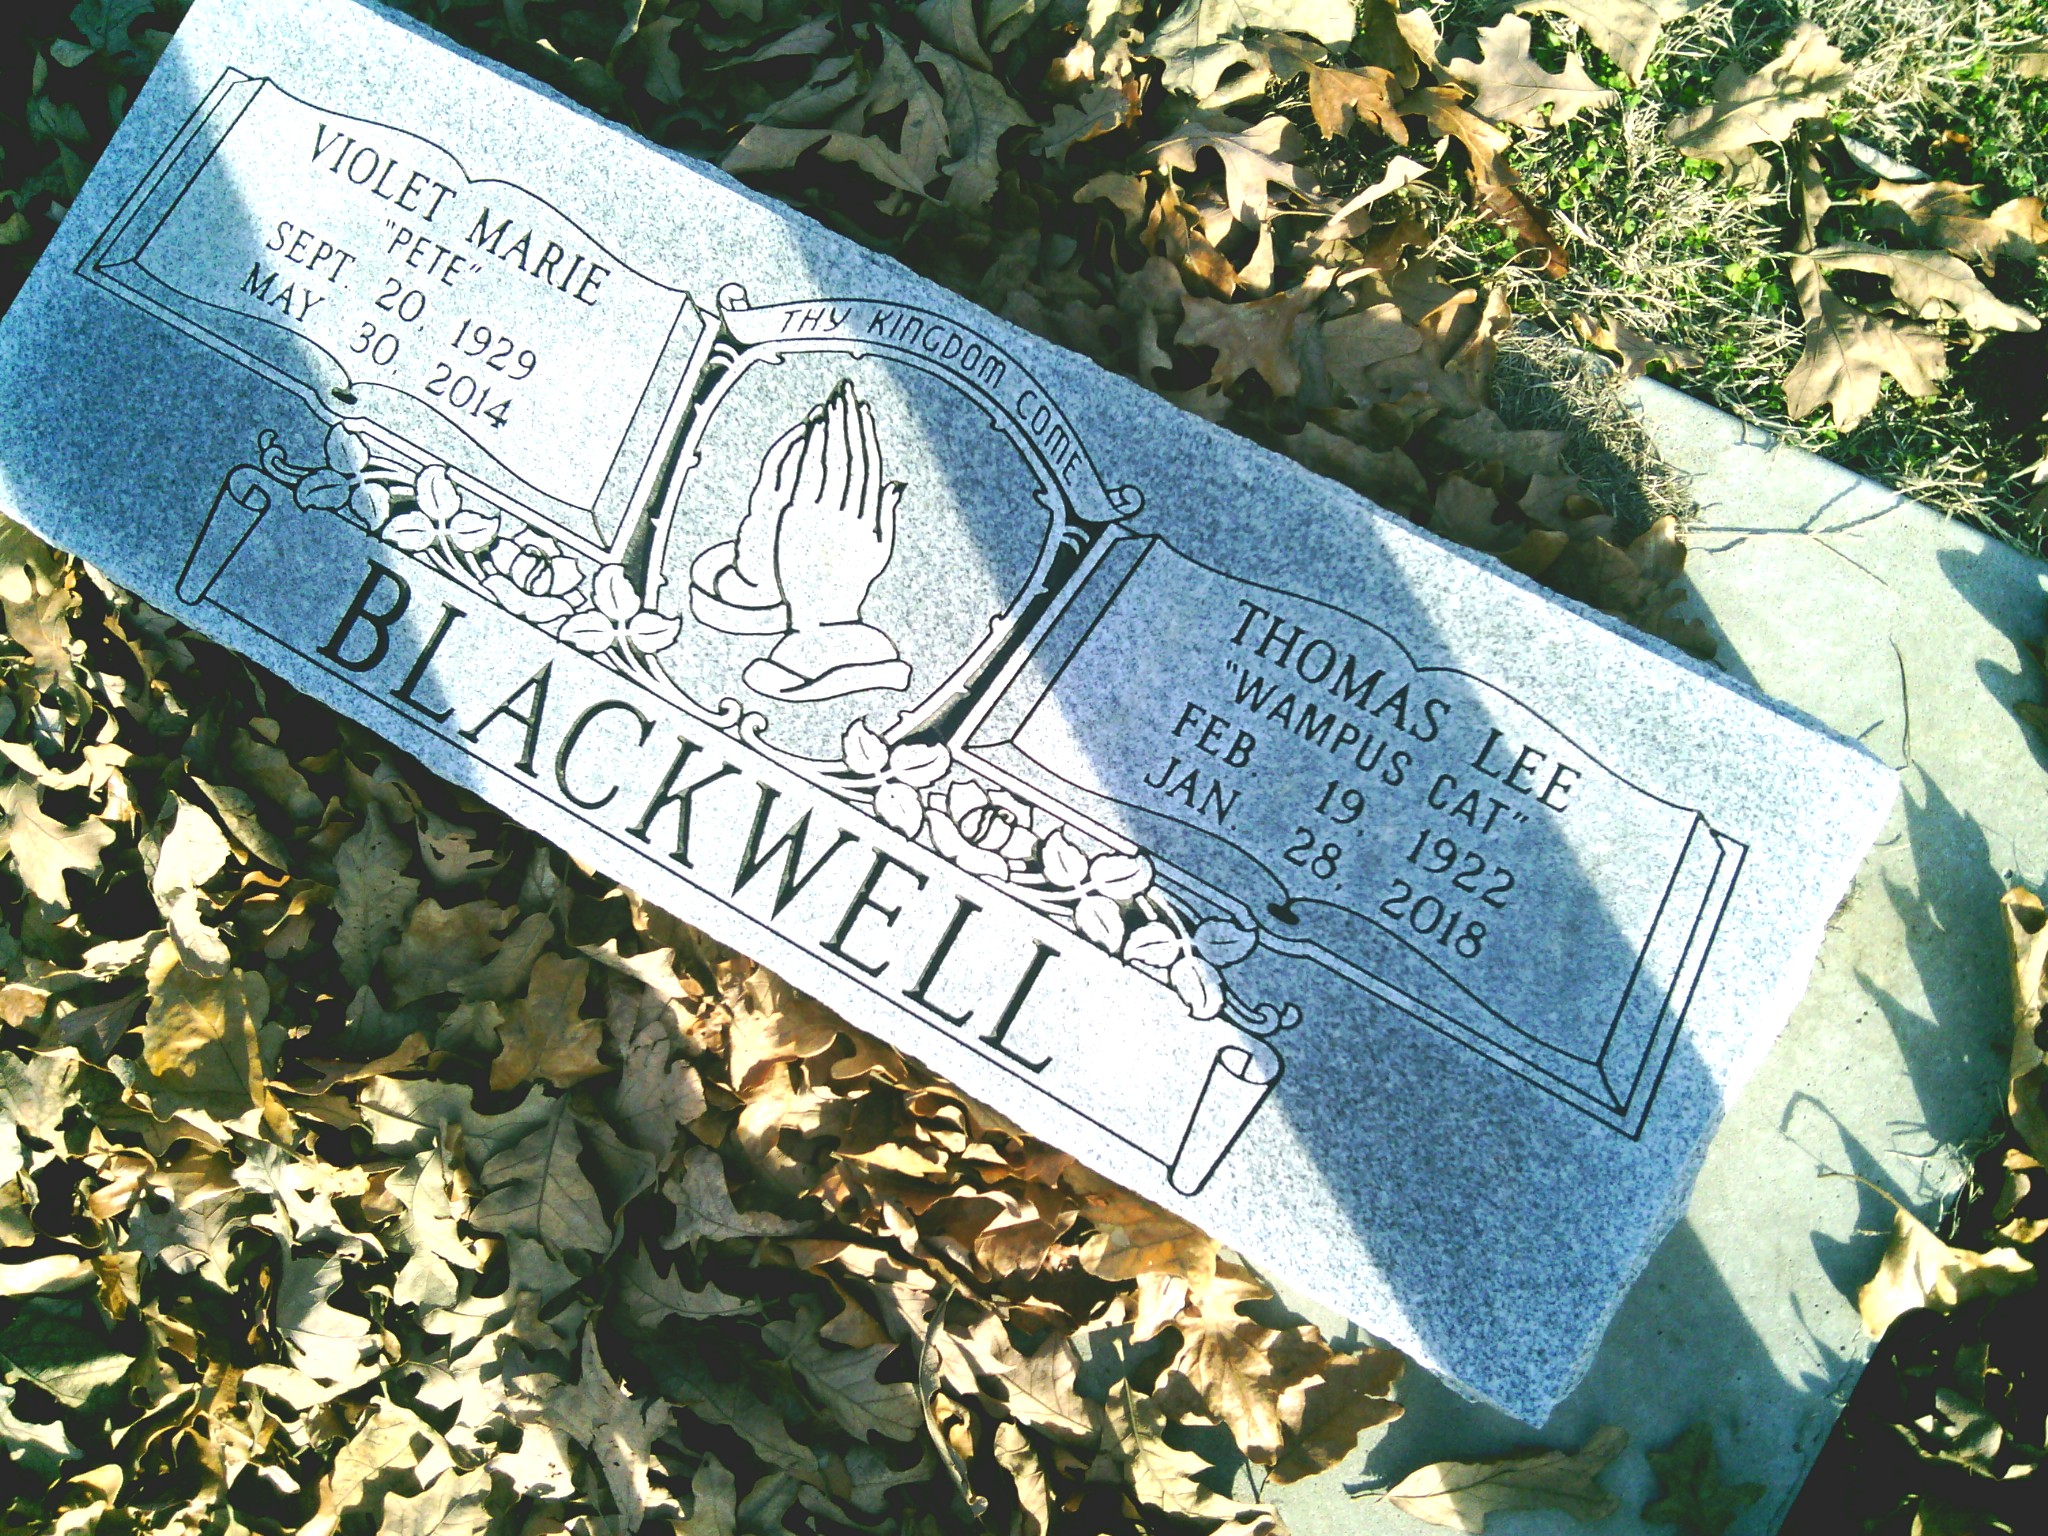 VIOLET MARIE
"PETE"
SEPT. 20, 1929
MAY 30, 2014
THY KINGDOM COME
THOMAS LEE
"WAMPUS CAT"
FEB. 19, 1922
JAN. 28, 2018
BLACKWELL